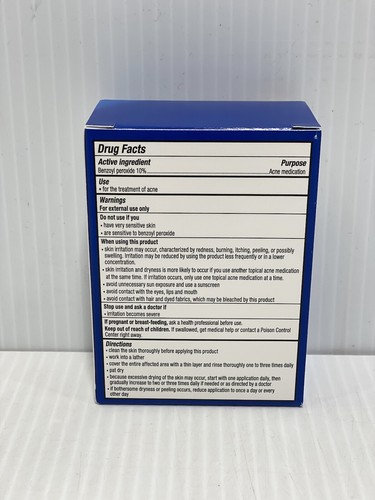 Drug Facts
Active ingredient Purpose
Benzoyl peroxide 10% Acne medication
Use
• for the treatment of acne
Warnings
For external use only
Do not use if you
• have very sensitive skin
• are sensitive to benzoyl peroxide
When using this product
• skin irritation may occur, characterized by redness, burning, itching, peeling, or possibly
swelling. Irritation may be reduced by using the product less frequently or in a lower
concentration.
• skin irritation and dryness is more likely to occur if you use another topical acne medication
at the same time. If irritation occurs, only use one topical acne medication at a time.
• avoid unnecessary sun exposure and use a sunscreen
• avoid contact with the eyes, lips and mouth
• avoid contact with hair and dyed fabrics, which may be bleached by this product
Stop use and ask a doctor if
• irritation becomes severe
If pregnant or breast-feeding, ask a health professional before use.
Keep out of reach of children. If swallowed, get medical help or contact a Poison Control
Center right away.
Directions
• clean the skin thoroughly before applying this product
• work into a lather
• cover the entire affected area with a thin layer and rinse thoroughly one to three times daily
• pat dry
• because excessive drying of the skin may occur, start with one application daily, then
gradually increase to two or three times daily if needed or as directed by a doctor
• if bothersome dryness or peeling occurs, reduce application to once a day or every
other day